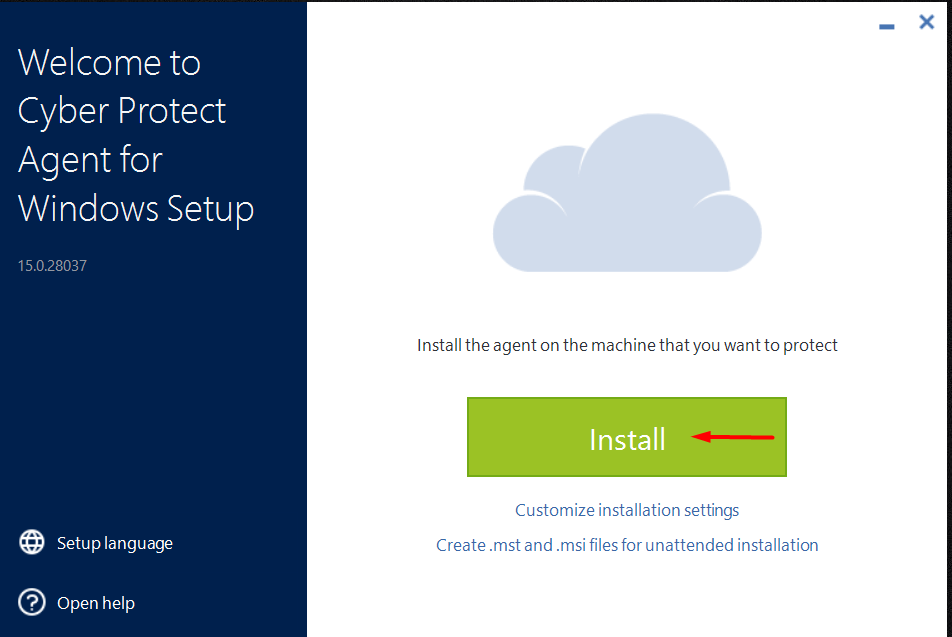 Welcome to
Cyber Protect
Agent for
Windows Setup
15.0.28037
Install the agent on the machine that you want to protect
Install
Customize installation settings
Create .mst and .msi files for unattended installation
Setup language
Open help